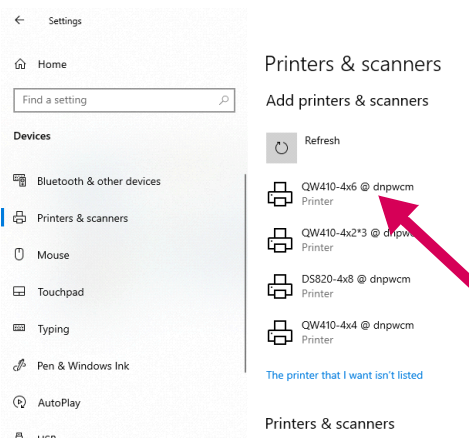 Settings
Home
Find a setting
Devices
Bluetooth & other devices
Printers & scanners
Mouse
Touchpad
Typing
Pen & Windows Ink
AutoPlay
Printers & scanners
Add printers & scanners
Refresh
QW410-4x6 @ dnpwcm
Printer
QW410-4x2*3 @ dnpwcm
Printer
DS820-4x8 @ dnpwcm
Printer
QW410-4x4 @ dnpwcm
Printer
The printer that I want isn't listed
Printers & scanners